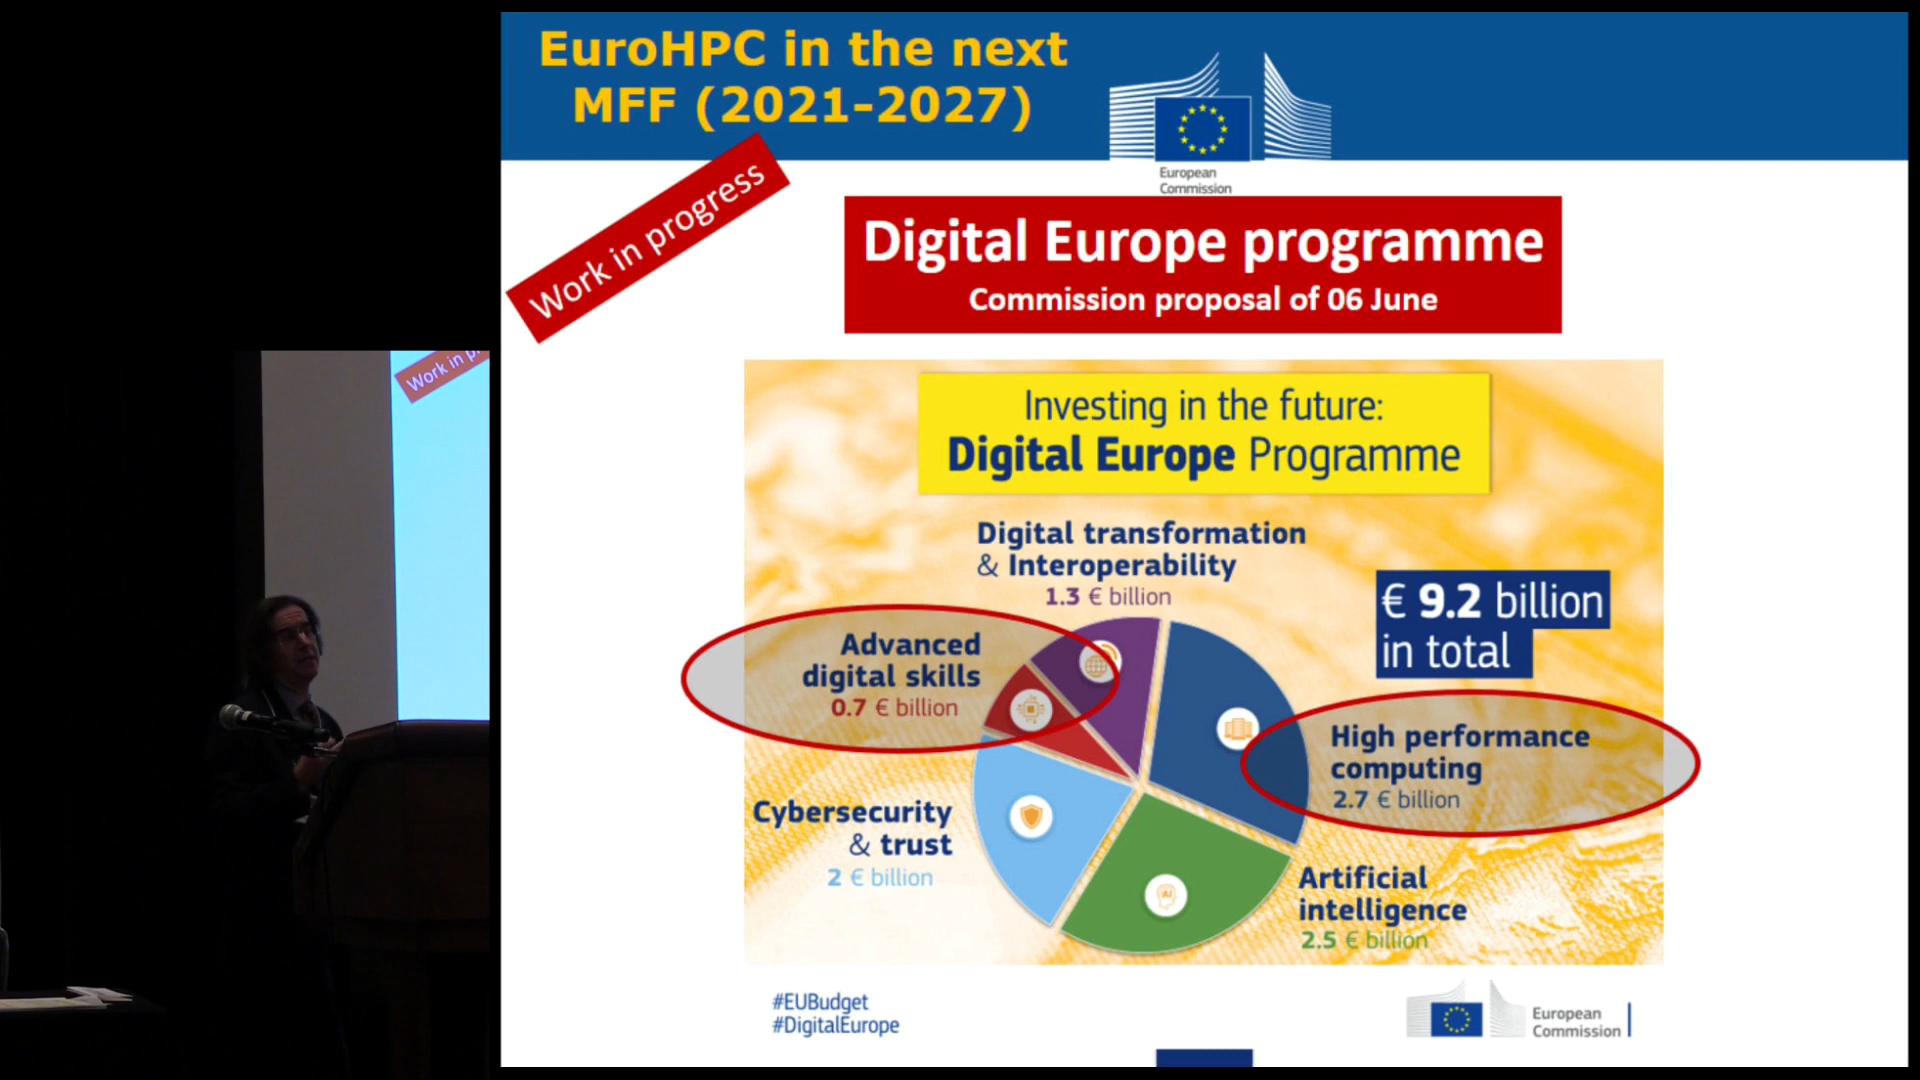 EuroHPC in the next
MFF (2021-2027)
European
Commission
Work in progress
Digital Europe programme
Commission proposal of 06 June
Work in p
Investing in the future:
Digital Europe Programme
Digital transformation
& Interoperability
1.3 € billion
€ 9.2 billion
in total
Advanced
digital skills
0.7 € billion
High performance
computing
2.7 € billion
Cybersecurity
& trust
2 € billion
Artificial
intelligence
2.5 € billion
AI
#EUBudget
#DigitalEurope
European
Commission